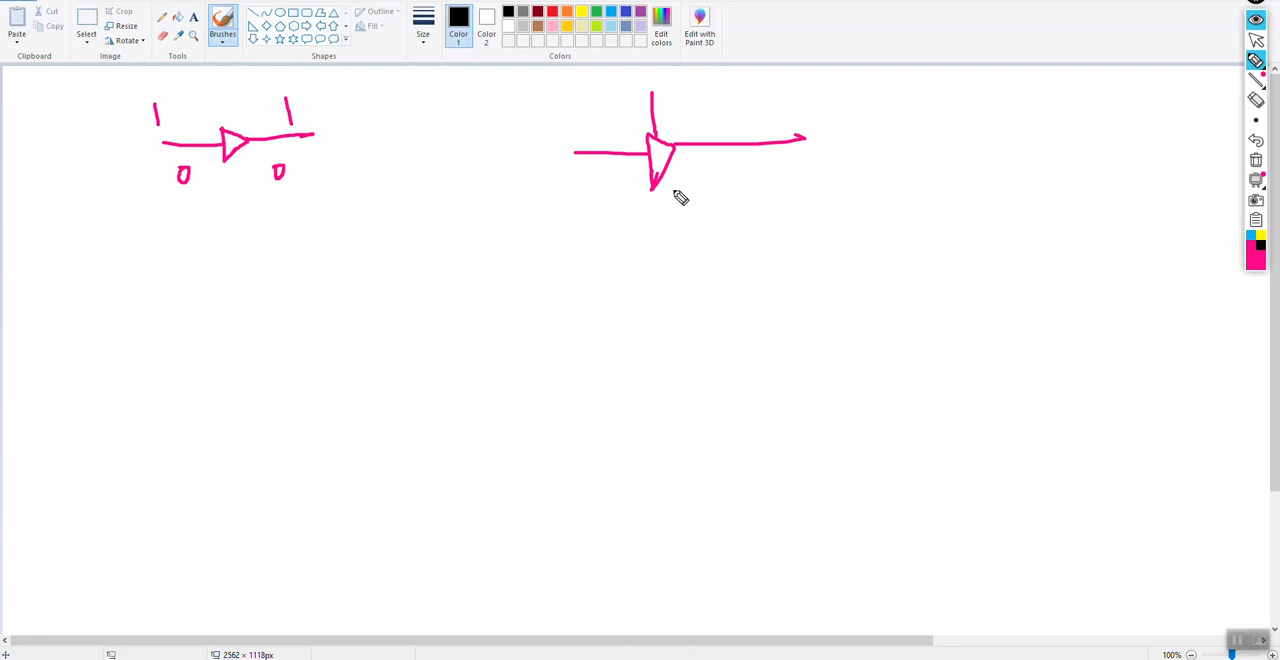 Cut
Copy
Paste
Clipboard
Select
Crop
Resize
Rotate
Image
A
Tools
Brushes
Outline
Fill
Shapes
Size
Color 1
Color 2
Edit colors
Colors
Edit with Paint 3D
1 1
0 0
2562 × 1118px
100%